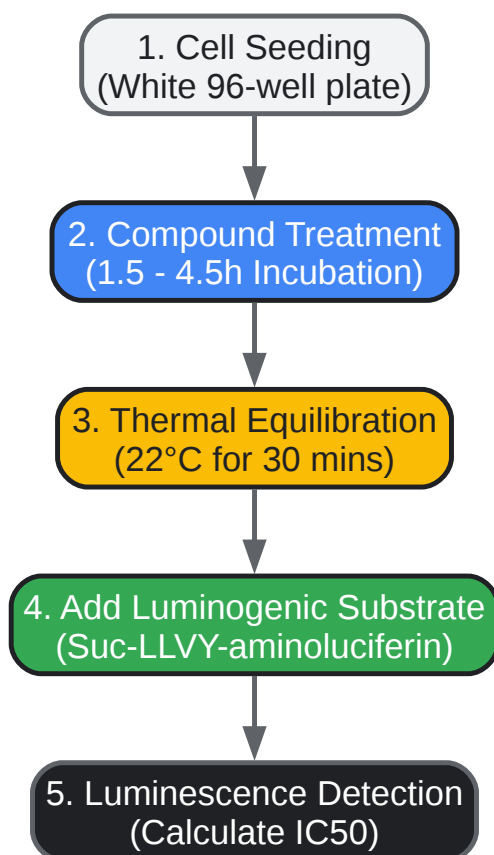 1. Cell Seeding
(White 96-well plate)
2. Compound Treatment
(1.5 - 4.5h Incubation)
3. Thermal Equilibration
(22°C for 30 mins)
4. Add Luminogenic Substrate
(Suc-LLVY-aminoluciferin)
5. Luminescence Detection
(Calculate IC50)